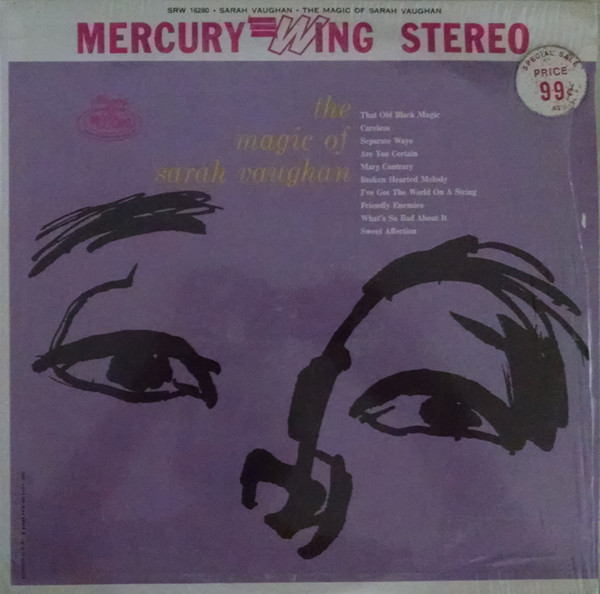 SRW 16280 • SARAH VAUGHAN • THE MAGIC OF SARAH VAUGHAN
MERCURY WING STEREO
SPECIAL SALE
PRICE
99¢
the
magic of
sarah vaughan
That Old Black Magic
Careless
Separate Ways
Are You Certain
Mary Contrary
Broken Hearted Melody
I've Got The World On A String
Friendly Enemies
What's So Bad About It
Sweet Affection